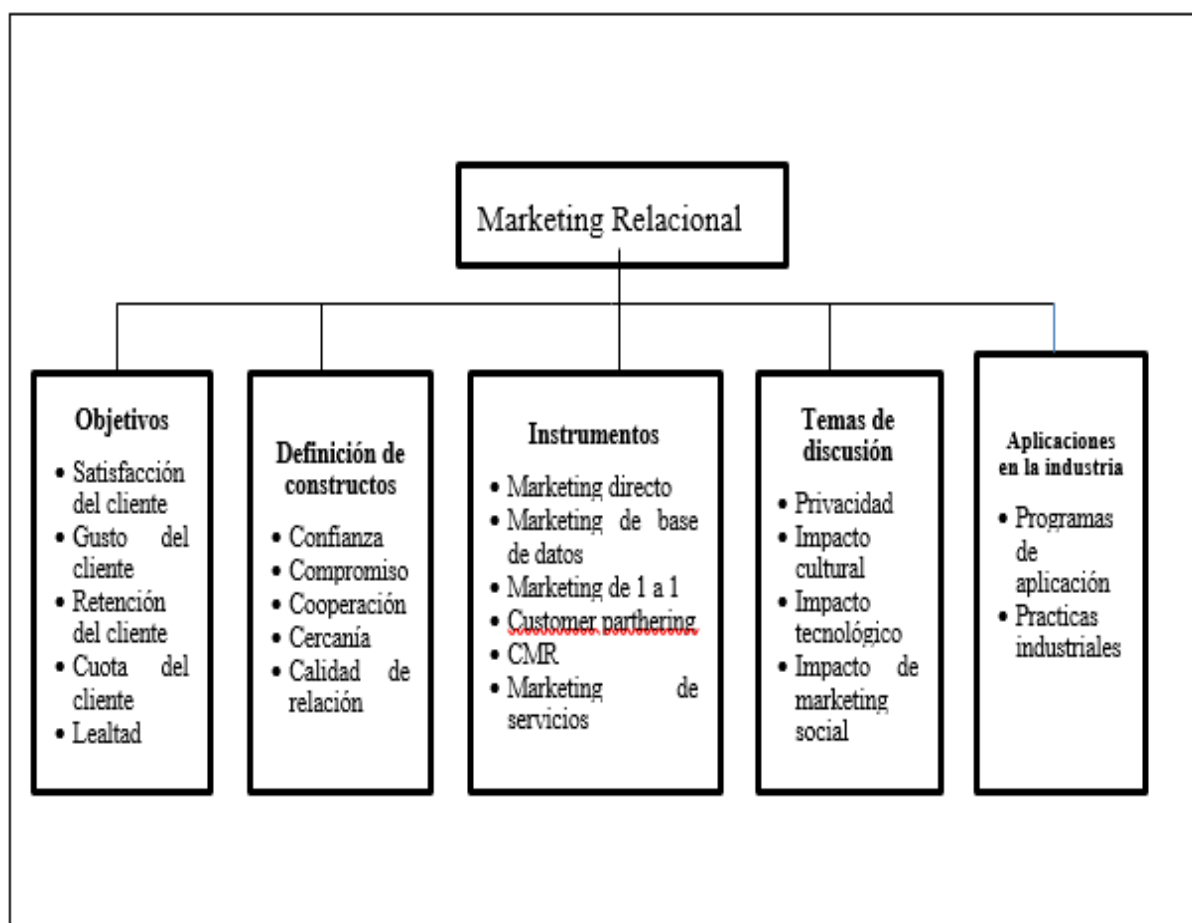 Marketing Relacional
Objetivos
• Satisfacción
del cliente
• Gusto del
cliente
• Retención
del cliente
• Cuota del
cliente
• Lealtad
Definición de
constructos
• Confianza
• Compromiso
• Cooperación
• Cercanía
• Calidad de
relación
Instrumentos
• Marketing directo
• Marketing de base
de datos
• Marketing de 1 a 1
• Customer parthering
• CMR
• Marketing de
servicios
Temas de
discusión
• Privacidad
• Impacto
cultural
• Impacto
tecnológico
• Impacto de
marketing
social
Aplicaciones
en la industria
• Programas
de
aplicación
• Practicas
industriales